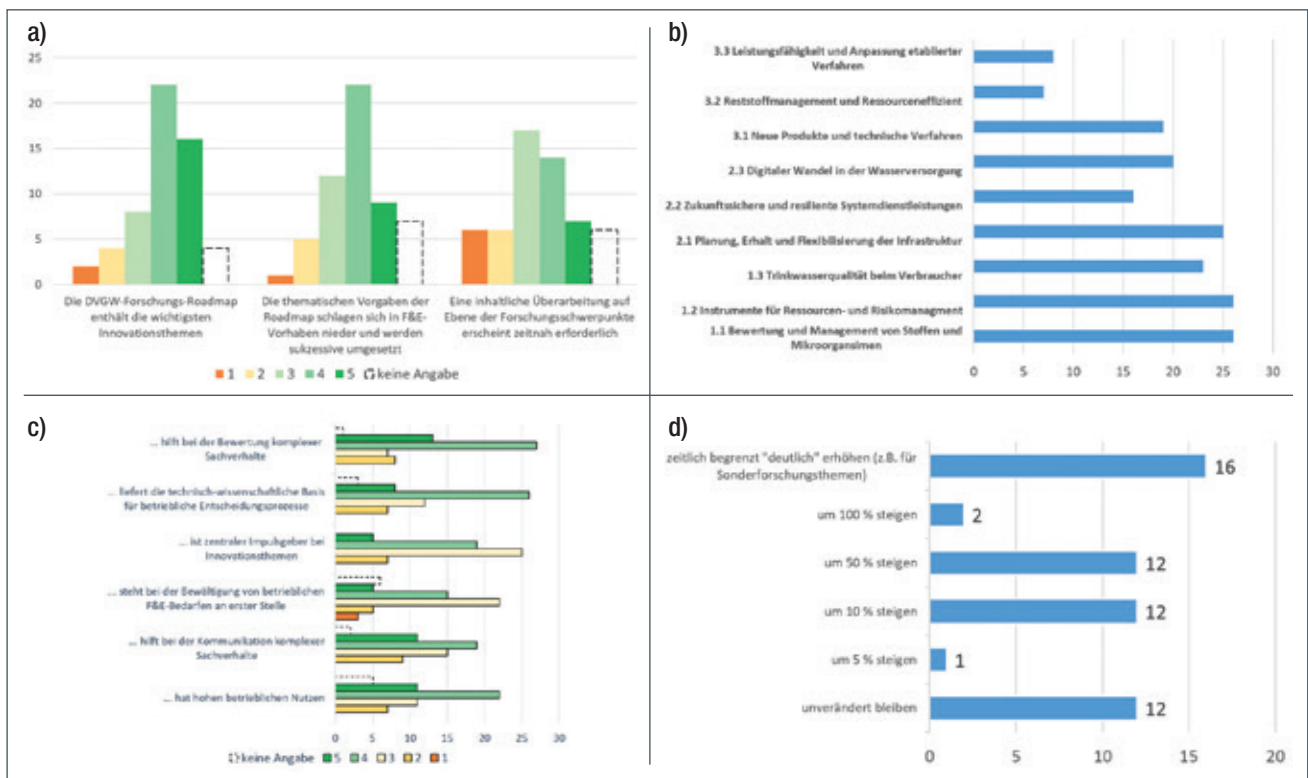 a)
25
20
15
10
5
0
Die DVGW-Forschungs-Roadmap
enthält die wichtigsten
Innovationsthemen
Die thematischen Vorgaben der
Roadmap schlagen sich in F&E-
Vorhaben nieder und werden
sukzessive umgesetzt
Eine inhaltliche Überarbeitung auf
Ebene der Forschungsschwerpunkte
erscheint zeitnah erforderlich
1 2 3 4 5 keine Angabe
b)
3.3 Leistungsfähigkeit und Anpassung etablierter
Verfahren
3.2 Reststoffmanagement und Ressourceneffizient
3.1 Neue Produkte und technische Verfahren
2.3 Digitaler Wandel in der Wasserversorgung
2.2 Zukunftssichere und resiliente Systemdienstleistungen
2.1 Planung, Erhalt und Flexibilisierung der Infrastruktur
1.3 Trinkwasserqualität beim Verbraucher
1.2 Instrumente für Ressourcen- und Risikomanagment
1.1 Bewertung und Management von Stoffen und
Mikroorgansimen
0 5 10 15 20 25 30
c)
... hilft bei der Bewertung komplexer
Sachverhalte
... liefert die technisch-wissenschaftliche Basis
für betriebliche Entscheidungsprozesse
... ist zentraler Impulsgeber bei
Innovationsthemen
... steht bei der Bewältigung von betrieblichen
F&E-Bedarfen an erster Stelle
... hilft bei der Kommunikation komplexer
Sachverhalte
... hat hohen betrieblichen Nutzen
0 5 10 15 20 25 30
keine Angabe 5 4 3 2 1
d)
zeitlich begrenzt "deutlich" erhöhen (z.B. für
Sonderforschungsthemen)
16
um 100 % steigen
2
um 50 % steigen
12
um 10 % steigen
12
um 5 % steigen
1
unverändert bleiben
12
0 5 10 15 20